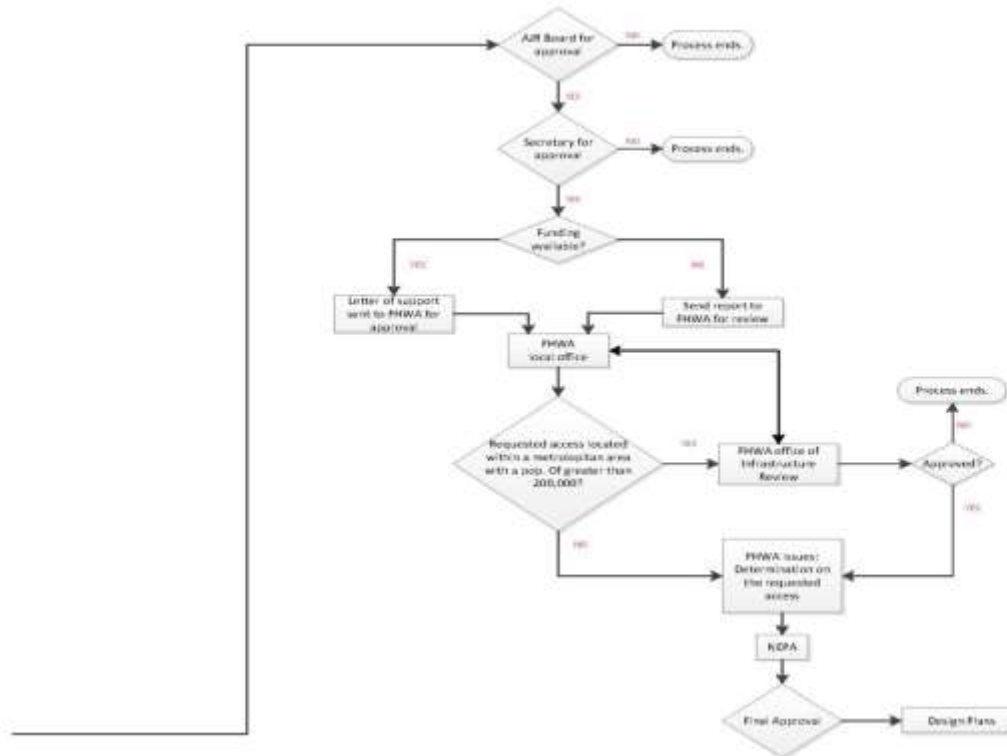 AJR Board for
approval
NO
Process ends.
YES
Secretary for
approval
NO
Process ends.
YES
Funding
available?
YES
NO
Letter of support
sent to FHWA for
approval
Send report to
FHWA for review
FHWA
local office
Process ends.
NO
Requested access located
within a metrolopitan area
with a pop. Of greater than
200,000?
YES
FHWA office of
Infrastructure
Review
Approved?
YES
NO
FHWA issues:
Determination on
the requested
access
NEPA
Final Approval
Design Plans